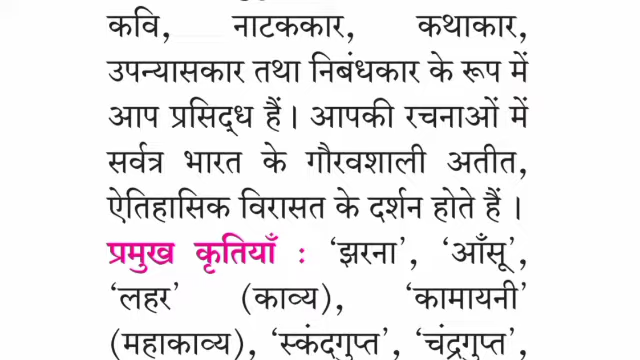 कवि, नाटककार, कथाकार,
उपन्यासकार तथा निबंधकार के रूप में
आप प्रसिद्ध हैं। आपकी रचनाओं में
सर्वत्र भारत के गौरवशाली अतीत,
ऐतिहासिक विरासत के दर्शन होते हैं।
प्रमुख कृतियाँ : ‘झरना’, ‘आँसू’,
‘लहर’ (काव्य), ‘कामायनी’
(महाकाव्य), ‘स्कंदगुप्त’, ‘चंद्रगुप्त’,